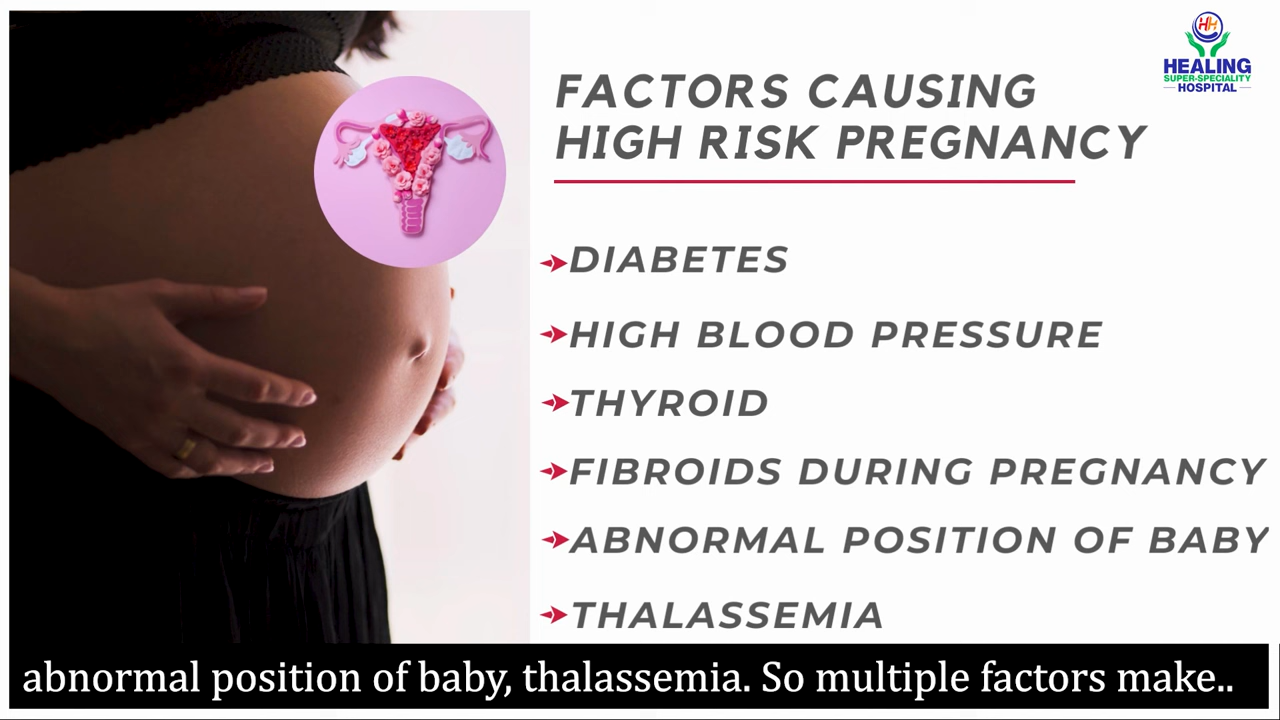 HH
HEALING
SUPER-SPECIALITY
HOSPITAL
FACTORS CAUSING
HIGH RISK PREGNANCY
DIABETES
HIGH BLOOD PRESSURE
THYROID
FIBROIDS DURING PREGNANCY
ABNORMAL POSITION OF BABY
THALASSEMIA
abnormal position of baby, thalassemia. So multiple factors make..